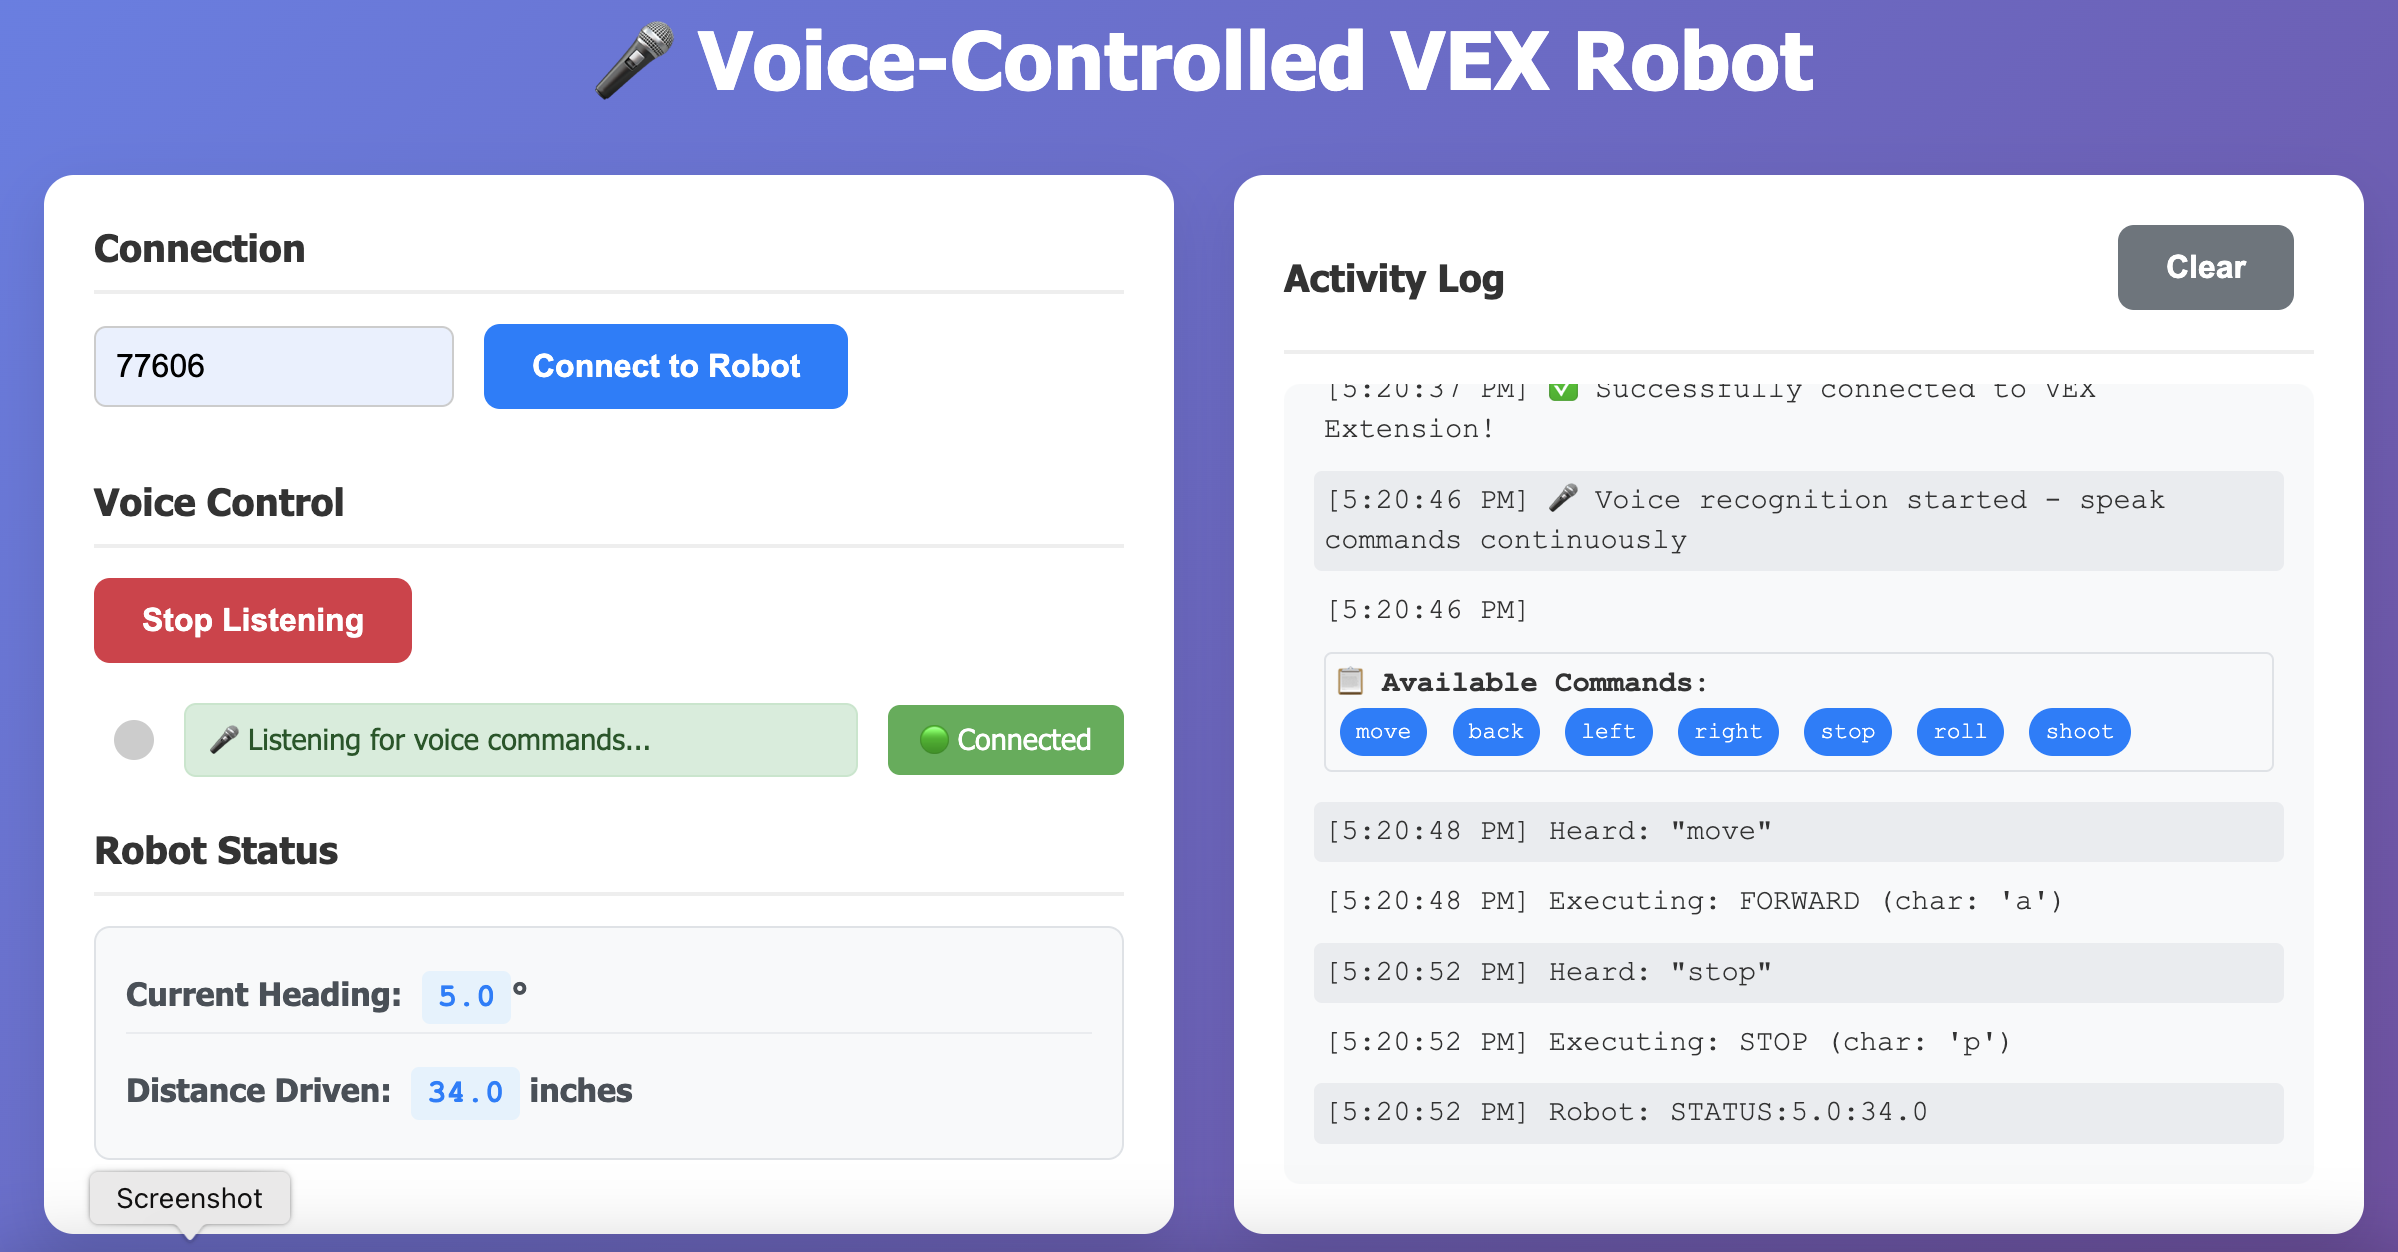 🎤 Voice-Controlled VEX Robot
Connection
77606
Connect to Robot
Voice Control
Stop Listening
🎤 Listening for voice commands...
🟢 Connected
Robot Status
Current Heading: 5.0 °
Distance Driven: 34.0 inches
Screenshot
Activity Log
Clear
[5:20:37 PM] ✅ Successfully connected to VEX
Extension!
[5:20:46 PM] 🎤 Voice recognition started - speak
commands continuously
[5:20:46 PM]
📋 Available Commands:
move back left right stop roll shoot
[5:20:48 PM] Heard: "move"
[5:20:48 PM] Executing: FORWARD (char: 'a')
[5:20:52 PM] Heard: "stop"
[5:20:52 PM] Executing: STOP (char: 'p')
[5:20:52 PM] Robot: STATUS:5.0:34.0